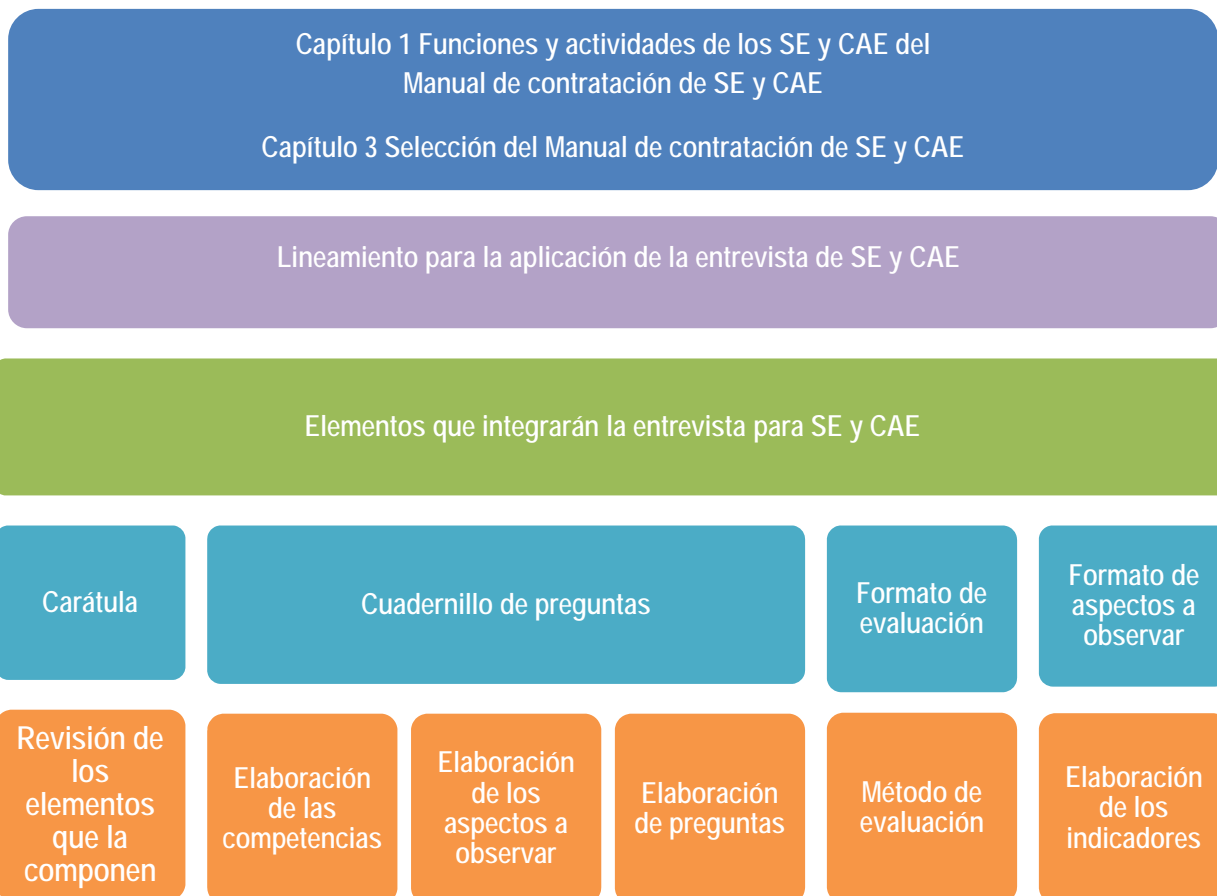 Capítulo 1 Funciones y actividades de los SE y CAE del
Manual de contratación de SE y CAE
Capítulo 3 Selección del Manual de contratación de SE y CAE
Lineamiento para la aplicación de la entrevista de SE y CAE
Elementos que integrarán la entrevista para SE y CAE
Carátula
Cuadernillo de preguntas
Formato de
evaluación
Formato de
aspectos a
observar
Revisión de
los
elementos
que la
componen
Elaboración
de las
competencias
Elaboración
de los
aspectos a
observar
Elaboración
de preguntas
Método de
evaluación
Elaboración
de los
indicadores